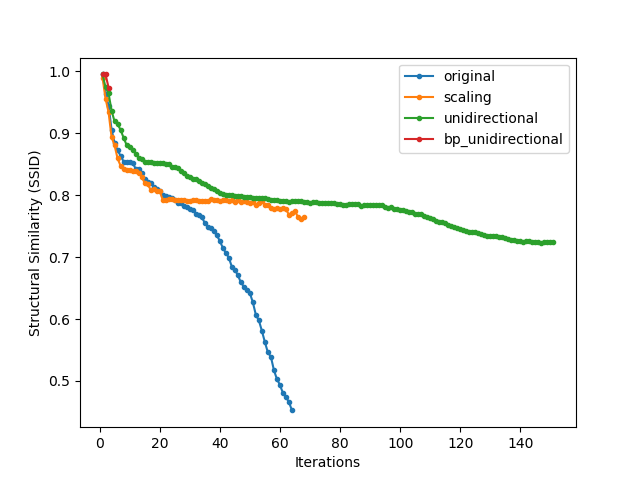 original
scaling
unidirectional
bp_unidirectional
1.0
0.9
0.8
0.7
0.6
0.5
Structural Similarity (SSID)
0 20 40 60 80 100 120 140
Iterations